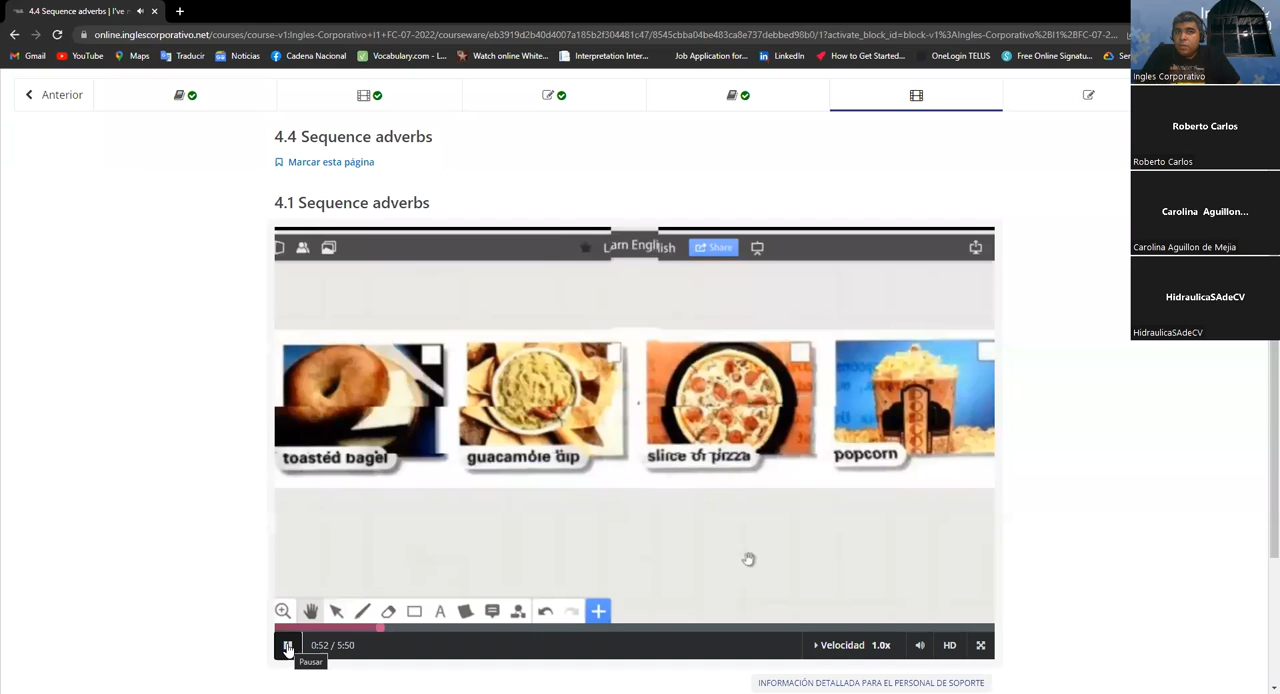 4.4 Sequence adverbs | I've
online.inglescorporativo.net/courses/course-v1:Ingles-Corporativo+I1+FC-07-2022/courseware/eb3919d2b40d4007a185b2f304481c47/8545cbba04be483ca8e737debbed98b0/1?activate_block_id=block-v1%3AIngles-Corporativo%2BI1%2BFC-07-2...
Gmail YouTube Maps Traducir Noticias Cadena Nacional Vocabulary.com - L... Watch online White... Interpretation Inter... Job Application for... LinkedIn How to Get Started... OneLogin TELUS Free Online Signatu...
Ingles Corporativo
Anterior
Roberto Carlos
Roberto Carlos
4.4 Sequence adverbs
Marcar esta página
4.1 Sequence adverbs
Carolina Aguillon...
Carolina Aguillon de Mejia
Share
HidraulicaSAdeCV
HidraulicaSAdeCV
toasted bagel guacamole dip slice of pizza popcorn
A
0:52 / 5:50 Velocidad 1.0x HD
Pausar
INFORMACIÓN DETALLADA PARA EL PERSONAL DE SOPORTE